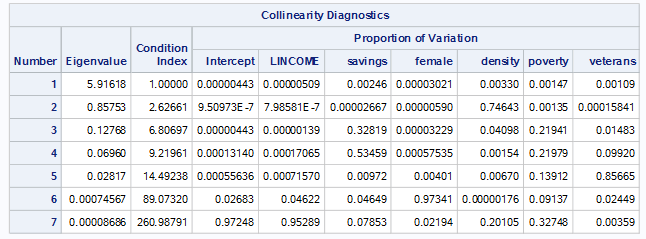 Collinearity Diagnostics
Proportion of Variation
Number Eigenvalue Condition Index Intercept LINCOME savings female density poverty veterans
1 5.91618 1.00000 0.00000443 0.00000509 0.00246 0.00003021 0.00330 0.00147 0.00109
2 0.85753 2.62661 9.50973E-7 7.98581E-7 0.00002667 0.00000590 0.74643 0.00135 0.00015841
3 0.12768 6.80697 0.00000443 0.00000139 0.32819 0.00003229 0.04098 0.21941 0.01483
4 0.06960 9.21961 0.00013140 0.00017065 0.53459 0.00057535 0.00154 0.21979 0.09920
5 0.02817 14.49238 0.00055636 0.00071570 0.00972 0.00401 0.00670 0.13912 0.85665
6 0.00074567 89.07320 0.02683 0.04622 0.04649 0.97341 0.00000176 0.09137 0.02449
7 0.00008686 260.98791 0.97248 0.95289 0.07853 0.02194 0.20105 0.32748 0.00359